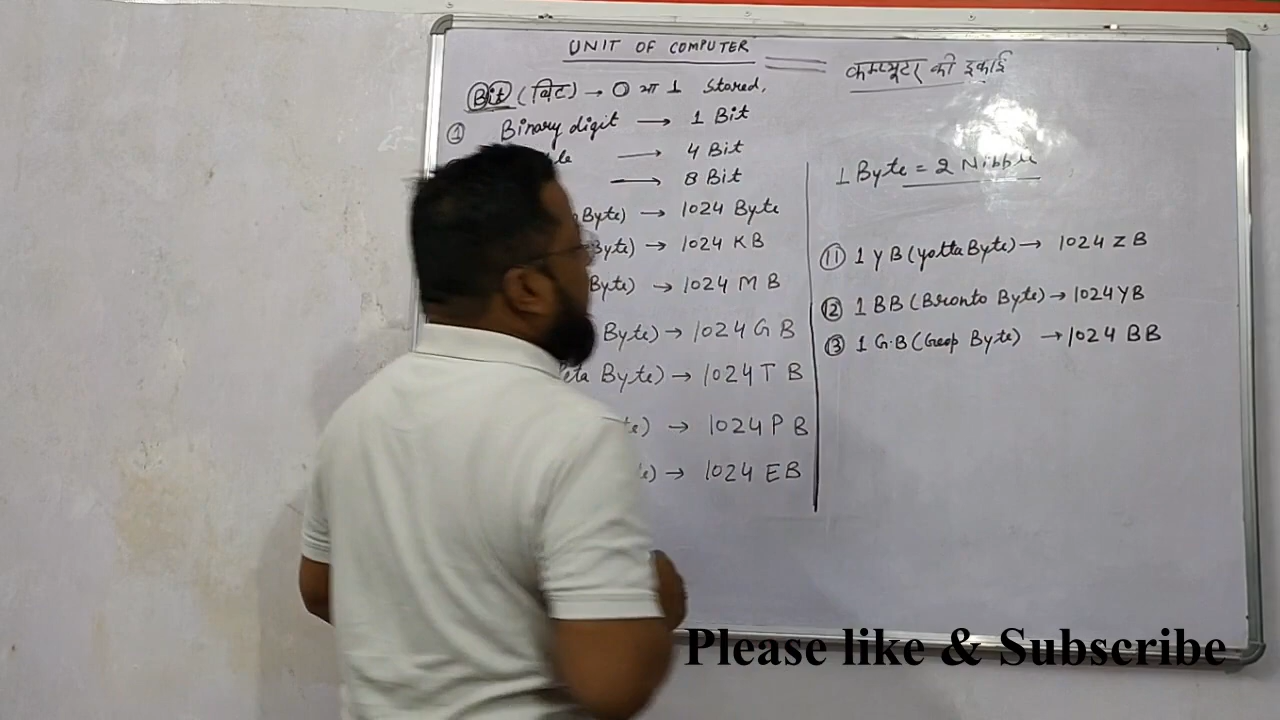 UNIT OF COMPUTER
कम्प्यूटर की इकाई
Bit (बिट) → 0 या 1 Stored,
① Binary digit → 1 Bit
→ 4 Bit
→ 8 Bit
Byte) → 1024 Byte
Byte) → 1024 KB
Byte) → 1024 MB
Byte) → 1024 GB
eta Byte) → 1024 TB
) → 1024 PB
) → 1024 EB
1 Byte = 2 Nibble
⑪ 1 YB (yotta Byte) → 1024 ZB
⑫ 1 BB (Bronto Byte) → 1024 YB
⑬ 1 G.B (Geop Byte) → 1024 BB
Please like & Subscribe